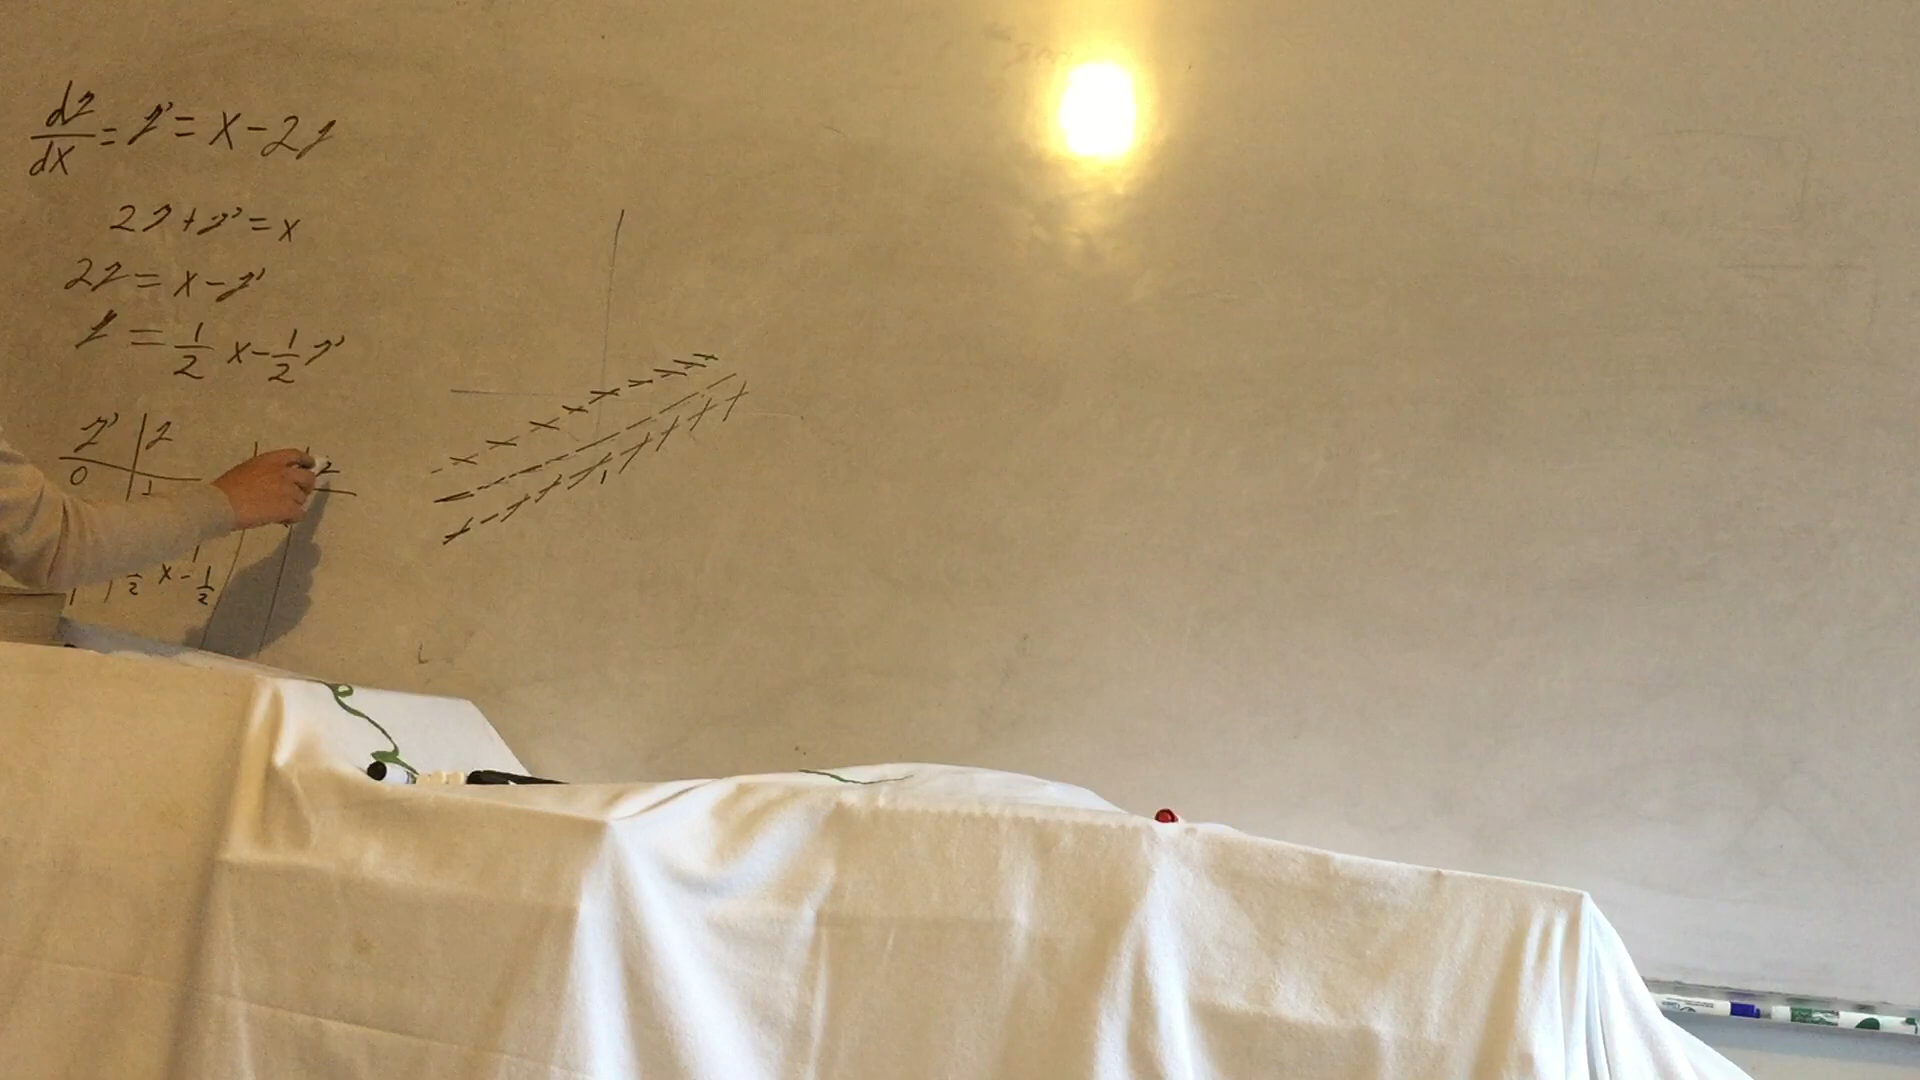 dy/dx = y' = x - 2y
2y + y' = x
2y = x - y'
y = 1/2 x - 1/2 y'
y' | y
0
1/2 x - 1/2